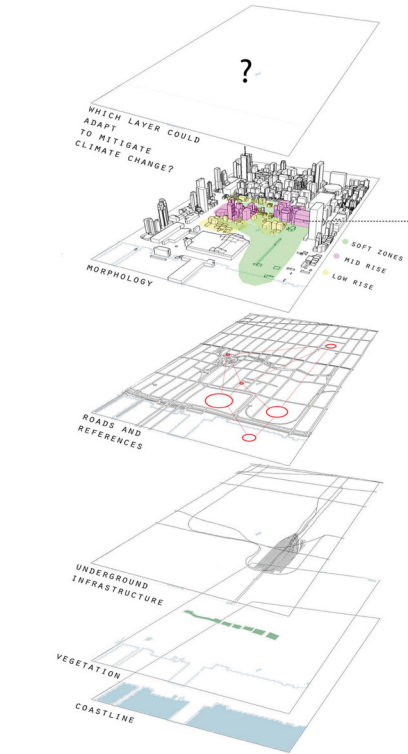 ?
WHICH LAYER COULD
ADAPT
TO MITIGATE
CLIMATE CHANGE?
SOFT ZONES
MID RISE
LOW RISE
MORPHOLOGY
ROADS AND
REFERENCES
UNDERGROUND
INFRASTRUCTURE
VEGETATION
COASTLINE